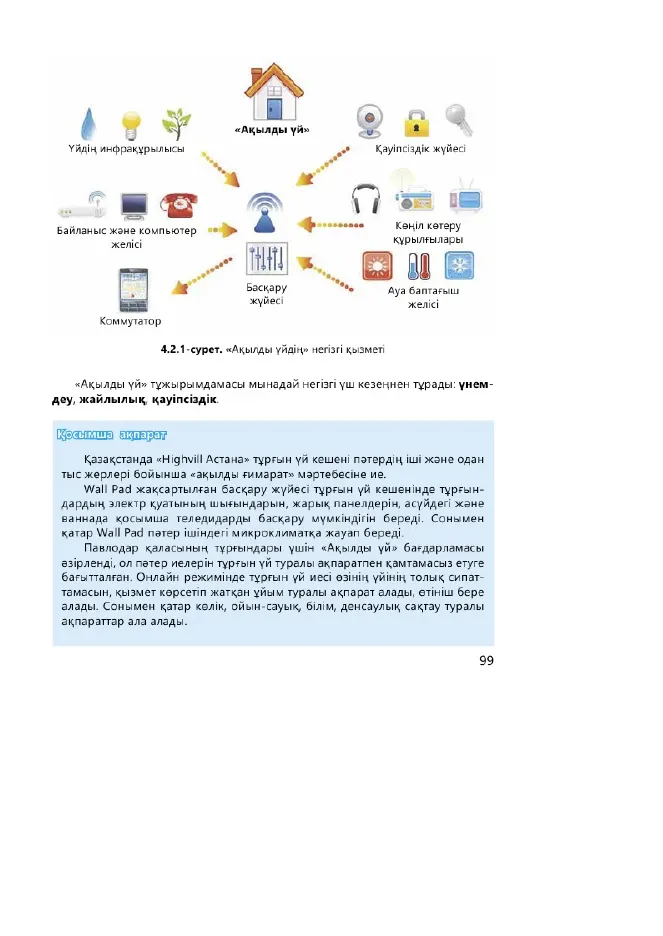 «Ақылды үй»
Үйдің инфрақұрылысы
Қауіпсіздік жүйесі
Байланыс және компьютер
желісі
Көңіл көтеру
құрылғылары
Басқару
жүйесі
Ауа баптағыш
желісі
Коммутатор
4.2.1-сурет. «Ақылды үйдің» негізгі қызметі
«Ақылды үй» тұжырымдамасы мынадай негізгі үш кезеңнен тұрады: үнем-
деу, жайлылық, қауіпсіздік.
Қосымша ақпарат
Қазақстанда «Highvill Астана» тұрғын үй кешені пәтердің іші және одан
тыс жерлері бойынша «ақылды ғимарат» мәртебесіне ие.
Wall Pad жақсартылған басқару жүйесі тұрғын үй кешенінде тұрғын-
дардың электр қуатының шығындарын, жарық панелдерін, асүйдегі және
ваннада қосымша теледидарды басқару мүмкіндігін береді. Сонымен
қатар Wall Pad пәтер ішіндегі микроклиматқа жауап береді.
Павлодар қаласының тұрғындары үшін «Ақылды үй» бағдарламасы
әзірленді, ол пәтер иелерін тұрғын үй туралы ақпаратпен қамтамасыз етуге
бағытталған. Онлайн режимінде тұрғын үй иесі өзінің үйінің толық сипат-
тамасын, қызмет көрсетіп жатқан ұйым туралы ақпарат алады, өтініш бере
алады. Сонымен қатар көлік, ойын-сауық, білім, денсаулық сақтау туралы
ақпараттар ала алады.
99